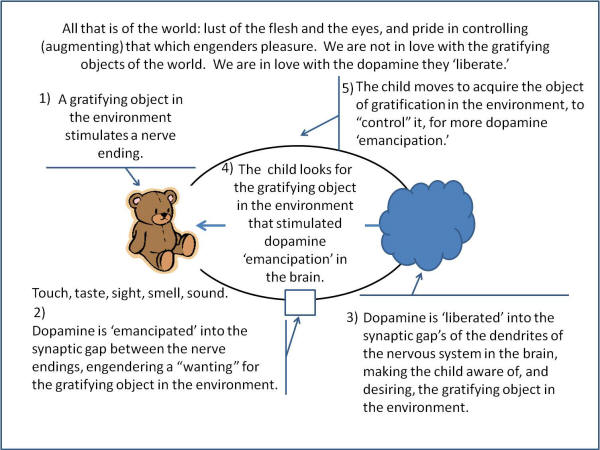 All that is of the world: lust of the flesh and the eyes, and pride in controlling
(augmenting) that which engenders pleasure.  We are not in love with the gratifying
objects of the world.  We are in love with the dopamine they ‘liberate.’
1) A gratifying object in
the environment
stimulates a nerve
ending.
5) The child moves to acquire the object
of gratification in the environment, to
“control” it, for more dopamine
‘emancipation.’
4) The child looks for
the gratifying object
in the environment
that stimulated
dopamine
‘emancipation’ in
the brain.
Touch, taste, sight, smell, sound.
2)
Dopamine is ‘emancipated’ into the
synaptic gap between the nerve
endings, engendering a “wanting” for
the gratifying object in the environment.
3) Dopamine is ‘liberated’ into the
synaptic gap’s of the dendrites of
the nervous system in the brain,
making the child aware of, and
desiring, the gratifying object in
the environment.